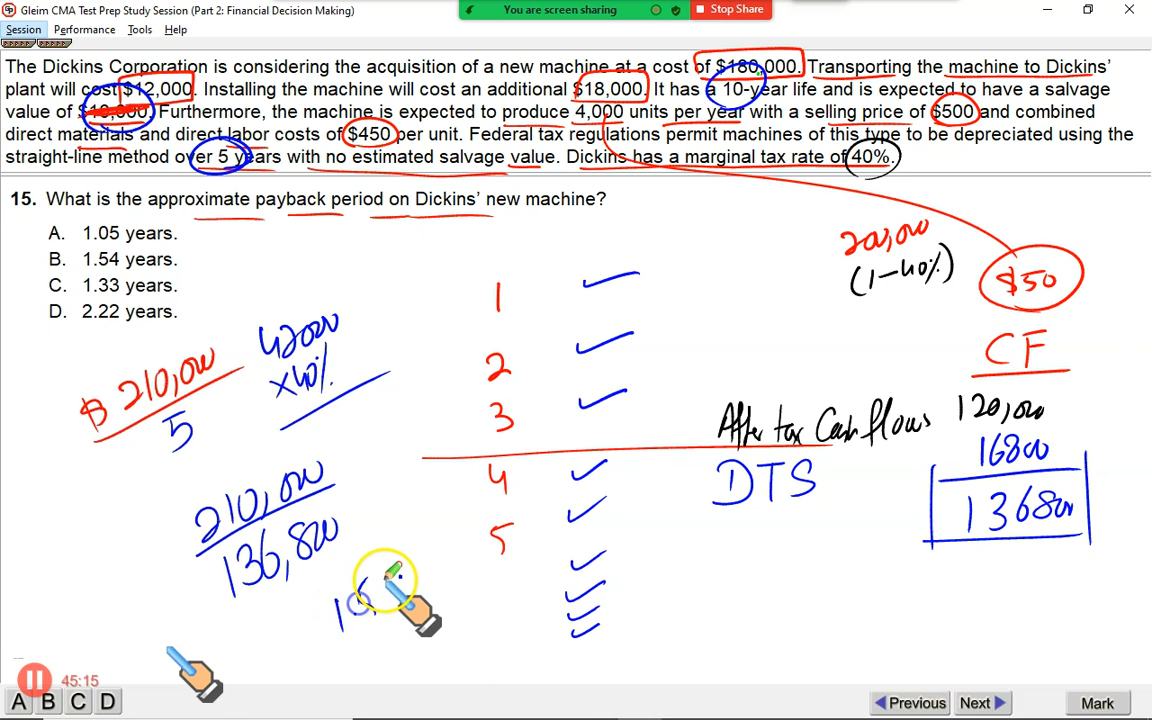 Gleim CMA Test Prep Study Session (Part 2: Financial Decision Making)
You are screen sharing
Stop Share
Session Performance Tools Help
The Dickins Corporation is considering the acquisition of a new machine at a cost of $180,000. Transporting the machine to Dickins'
plant will cost $12,000. Installing the machine will cost an additional $18,000. It has a 10-year life and is expected to have a salvage
value of $10,000. Furthermore, the machine is expected to produce 4,000 units per year with a selling price of $500 and combined
direct materials and direct labor costs of $450 per unit. Federal tax regulations permit machines of this type to be depreciated using the
straight-line method over 5 years with no estimated salvage value. Dickins has a marginal tax rate of 40%.
15. What is the approximate payback period on Dickins' new machine?
A. 1.05 years.
B. 1.54 years.
C. 1.33 years.
D. 2.22 years.
200,000
(1-40%)
$50
CF
1
2
3
4
5
42000
x40%
$ 210,000
5
After tax Cash flows 120,000
DTS 16800
136800
210,000
136,800
45:15
A B C D
Previous Next Mark